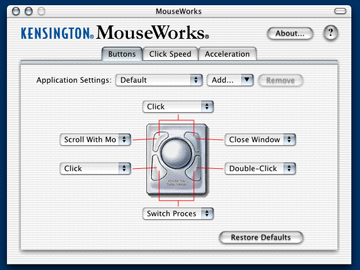 MouseWorks
KENSINGTON® MouseWorks®
About... ?
Buttons Click Speed Acceleration
Application Settings: Default Add... Remove
Click
Scroll With Mo Close Window
Click Double-Click
Switch Proces
Restore Defaults